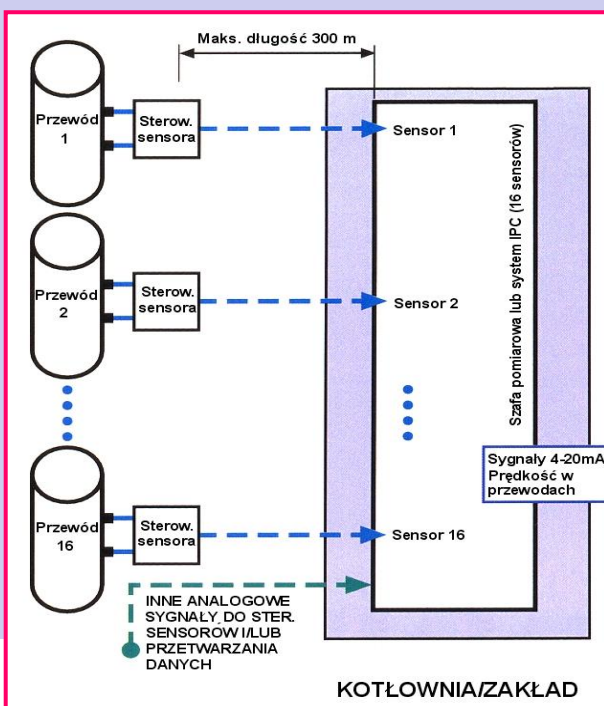 Maks. długość 300 m
Przewód
1
Sterow.
sensora
Sensor 1
Przewód
2
Sterow.
sensora
Sensor 2
Szafa pomiarowa lub system IPC (16 sensorów)
Sygnały 4-20mA
Prędkość w
przewodach
Przewód
16
Sterow.
sensora
Sensor 16
INNE ANALOGOWE
SYGNAŁY DO STER.
SENSORÓW I/LUB
PRZETWARZANIA
DANYCH
KOTŁOWNIA/ZAKŁAD